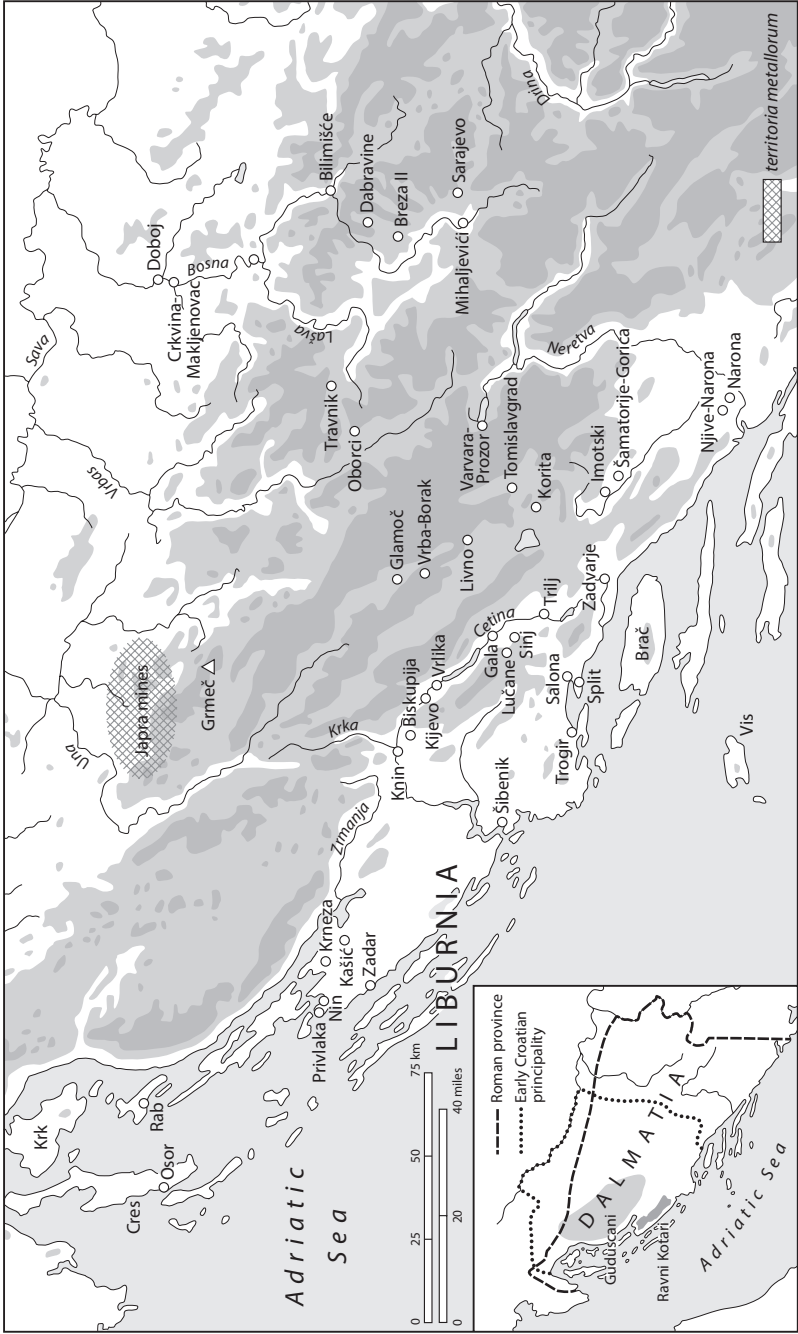 Sava
Vrbas
Una
Japra mines
Grmeč
Doboj
Bosna
Crkvina-
Makljenovac
Lašva
Bilimišće
Dabravine
Breza II
Sarajevo
Mihaljevići
Drina
territoria metallorum
Travnik
Oborci
Varvara-
Prozor
Tomislavgrad
Korita
Neretva
Imotski
Šamatorije-Gorica
Njive-Narona
Narona
Glamoč
Vrba-Borak
Livno
Cetina
Trilj
Zadvarje
Gala
Sinj
Lučane
Salona
Split
Trogir
Brač
Vis
Krka
Knin
Biskupija
Kijevo
Vrlika
Šibenik
Zrmanja
Krneza
Kašić
Zadar
Nin
Privlaka
LIBURNIA
Krk
Rab
Cres
Osor
Adriatic
Sea
0 25 50 75 km
0 20 40 miles
Roman province
Early Croatian
principality
DALMATIA
Guduscani
Ravni Kotari
Adriatic Sea